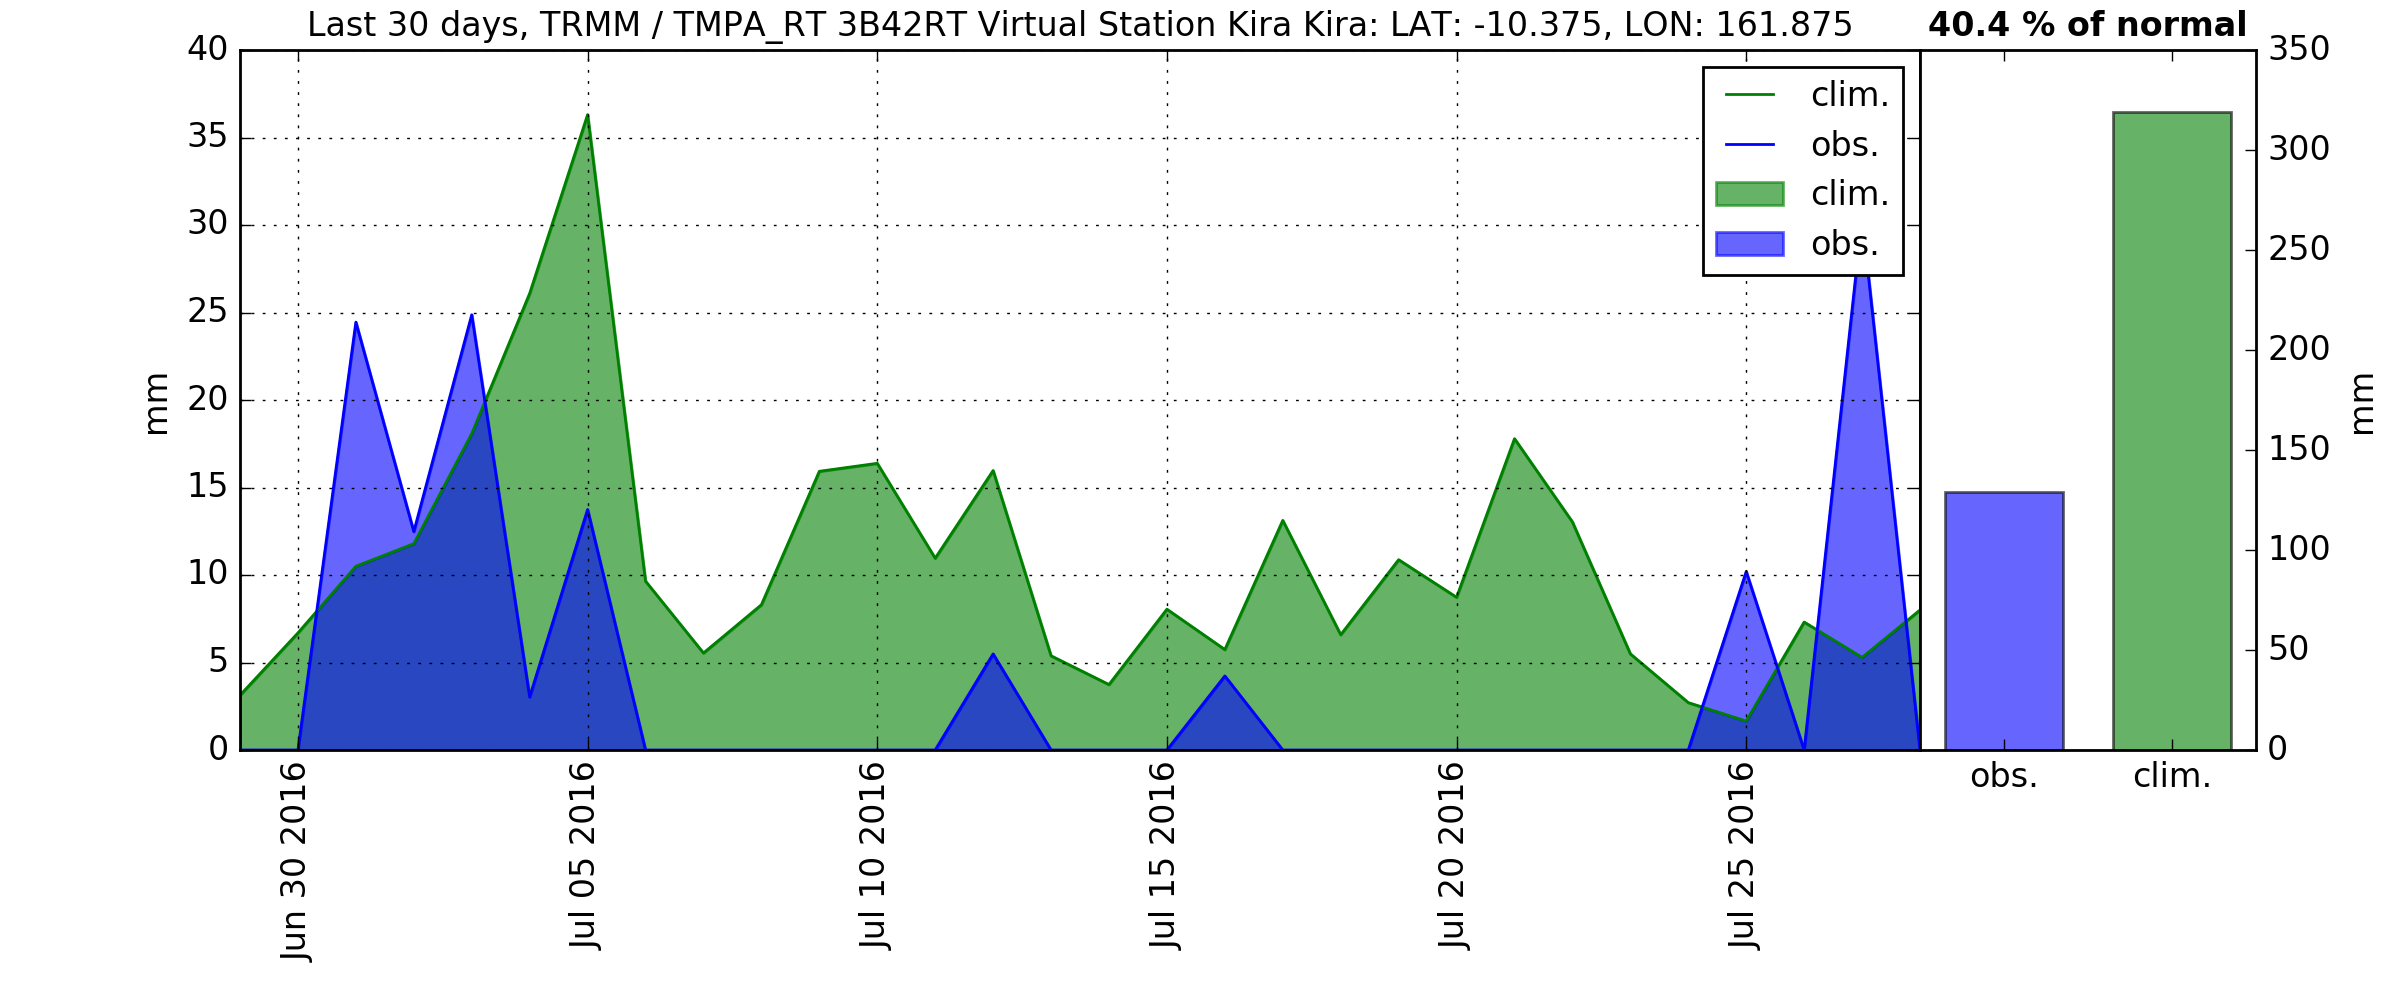 Last 30 days, TRMM / TMPA_RT 3B42RT Virtual Station Kira Kira: LAT: -10.375, LON: 161.875
40.4 % of normal
40
35
30
25
20
15
10
5
0
mm
clim.
obs.
clim.
obs.
Jun 30 2016
Jul 05 2016
Jul 10 2016
Jul 15 2016
Jul 20 2016
Jul 25 2016
obs.
clim.
350
300
250
200
150
100
50
0
mm